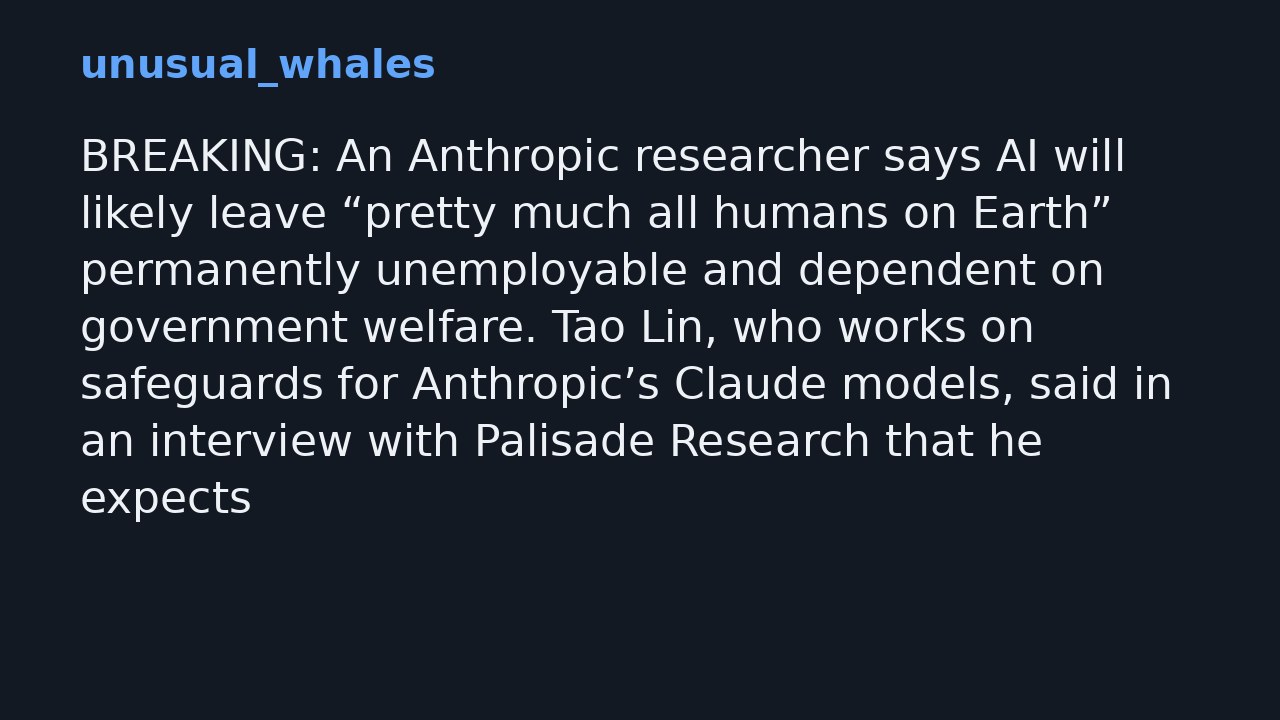 unusual_whales
BREAKING: An Anthropic researcher says AI will
likely leave “pretty much all humans on Earth”
permanently unemployable and dependent on
government welfare. Tao Lin, who works on
safeguards for Anthropic’s Claude models, said in
an interview with Palisade Research that he
expects